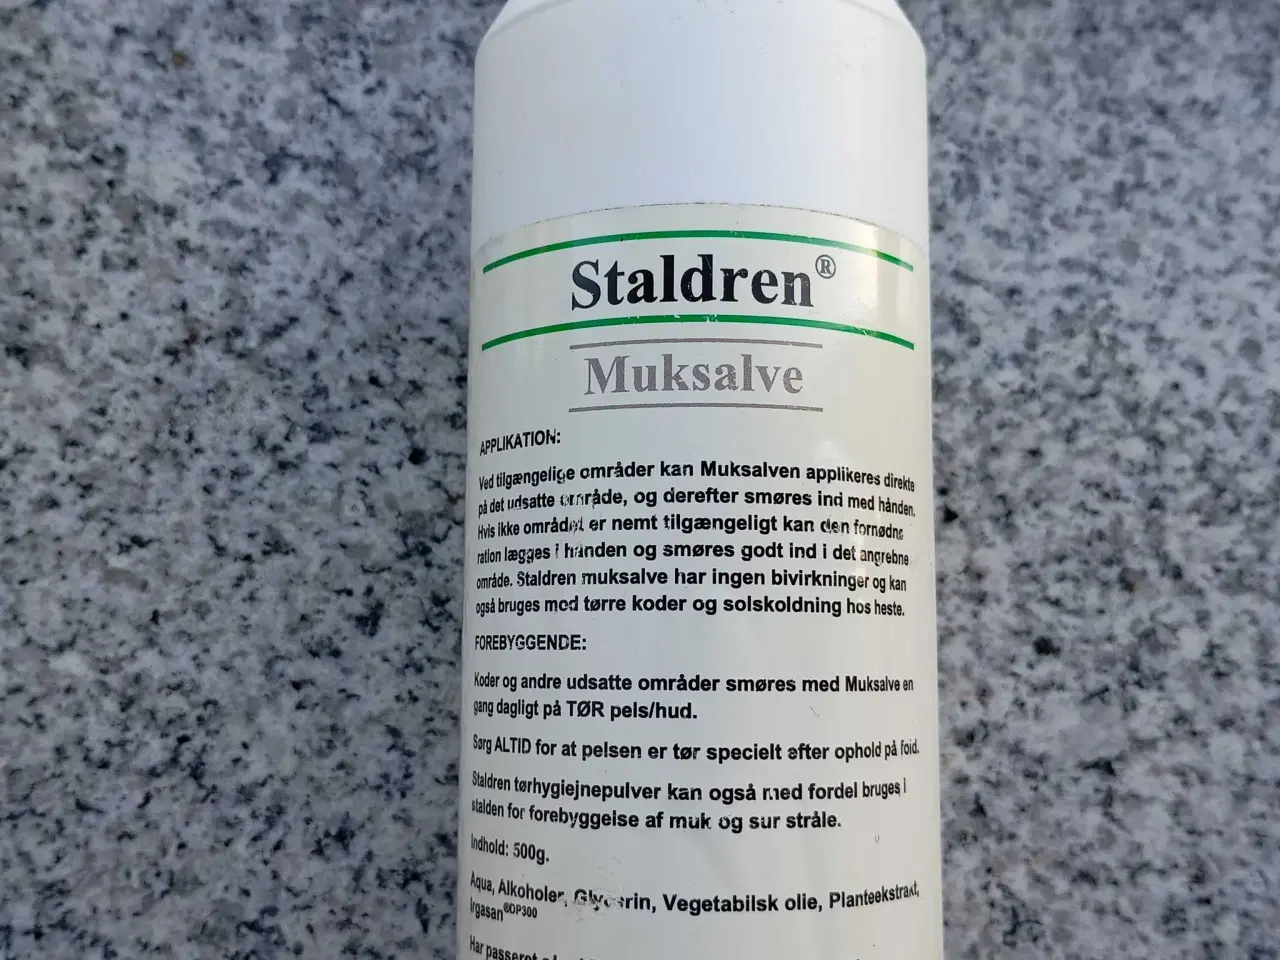 Staldren®
Muksalve
APPLIKATION:
Ved tilgængelige områder kan Muksalven applikeres direkte
på det udsatte område, og derefter smøres ind med hånden.
Hvis ikke området er nemt tilgængeligt kan den fornødne
ration lægges i hånden og smøres godt ind i det angrebne
område. Staldren muksalve har ingen bivirkninger og kan
også bruges mod tørre koder og solskoldning hos heste.
FOREBYGGENDE:
Koder og andre udsatte områder smøres med Muksalve en
gang dagligt på TØR pels/hud.
Sørg ALTID for at pelsen er tør specielt efter ophold på fold.
Staldren tørhygiejnepulver kan også med fordel bruges i
stalden for forebyggelse af muk og sur stråle.
Indhold: 500g.
Aqua, Alkoholer, Glycerin, Vegetabilsk olie, Planteekstrakt,
Irgasan®DP300
Har passeret